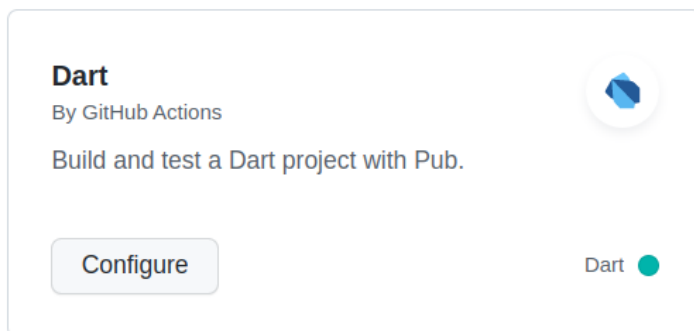 Dart
By GitHub Actions
Build and test a Dart project with Pub.
Configure
Dart